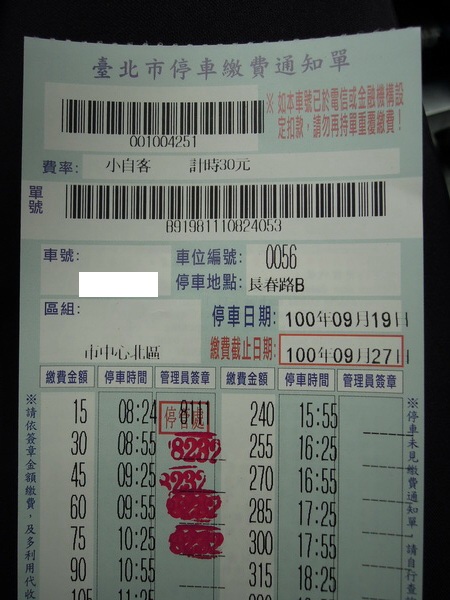 臺北市停車繳費通知單
001004251
※如本車號已於電信或金融機構設
定扣款，請勿再持單重覆繳費！
費率： 小自客 計時30元
單號
B91981110824053
車號： 車位編號： 0056
停車地點： 長春路B
區組： 停車日期： 100年09月19日
市中心北區 繳費截止日期： 100年09月27日
繳費金額 停車時間 管理員簽章 繳費金額 停車時間 管理員簽章
15 08:24 8111 240 15:55
30 08:55 8232 255 16:25
45 09:25 8232 270 16:55
60 09:55 285 17:25
75 10:25 300 17:55
90 10:55 315 18:25
105 11:25
※請依簽章金額繳費，及多利用代收
※停車未見繳費通知單，請自行查